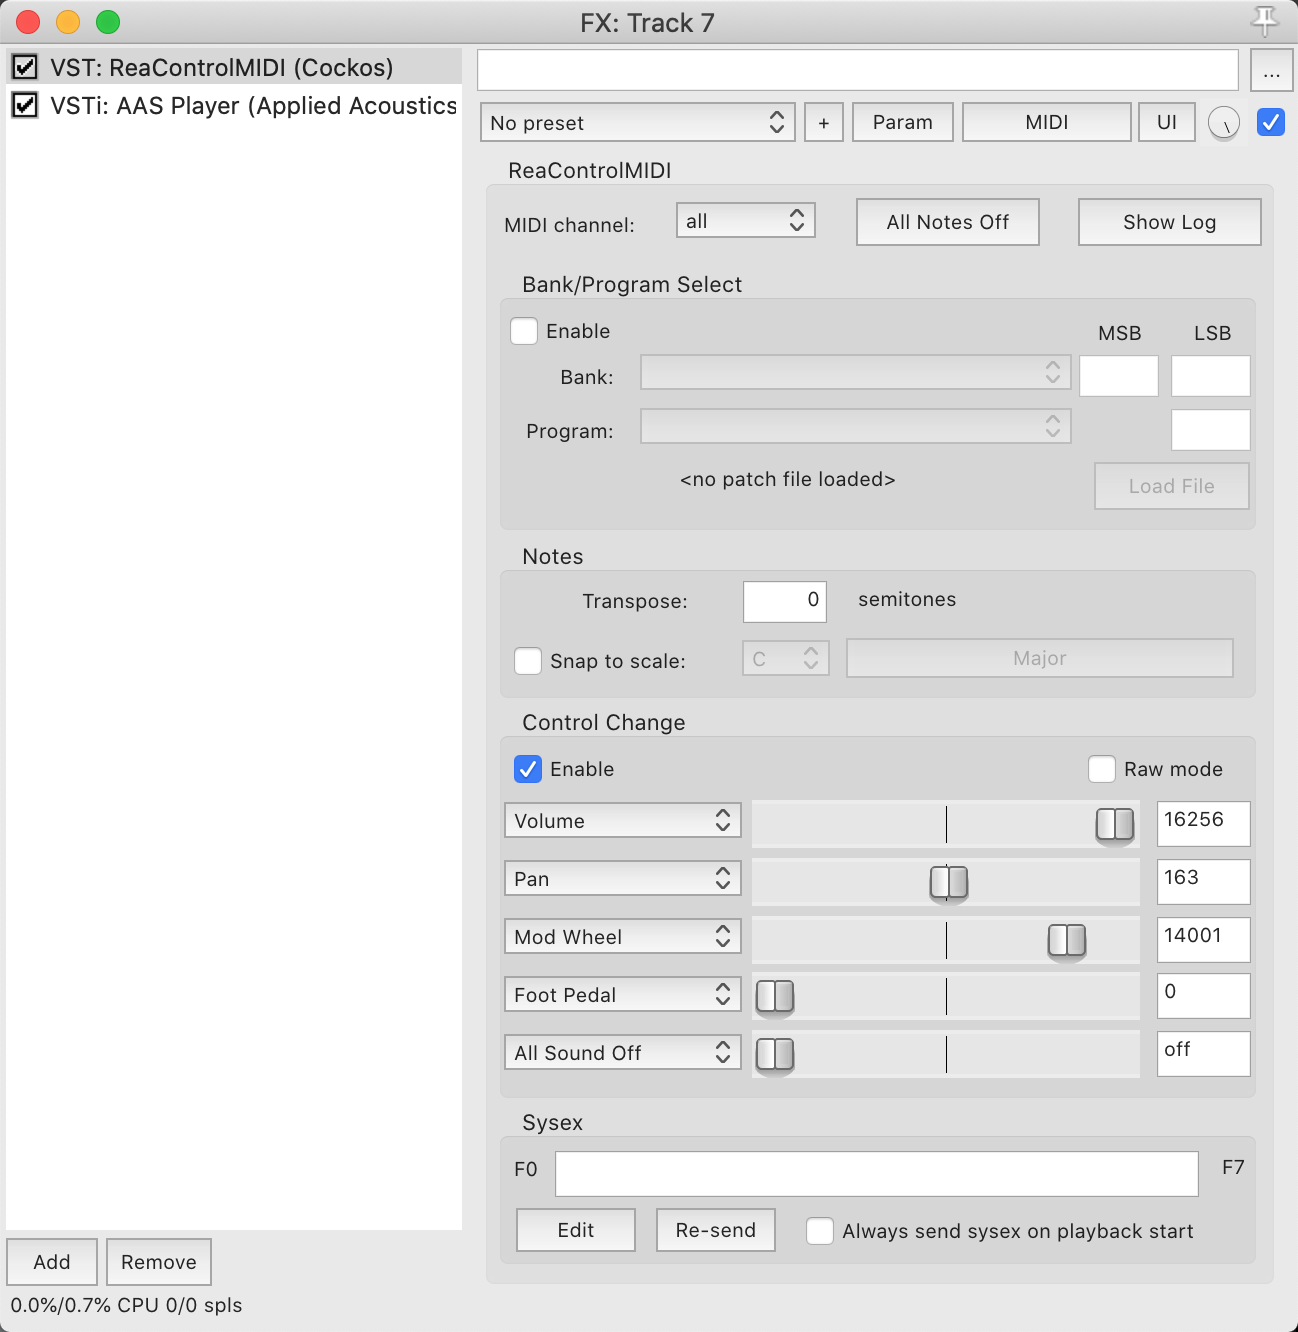 FX: Track 7
VST: ReaControlMIDI (Cockos)
VSTi: AAS Player (Applied Acoustics
...
No preset + Param MIDI UI
ReaControlMIDI
MIDI channel: all All Notes Off Show Log
Bank/Program Select
Enable MSB LSB
Bank:
Program:
<no patch file loaded> Load File
Notes
Transpose: 0 semitones
Snap to scale: C Major
Control Change
Enable Raw mode
Volume 16256
Pan 163
Mod Wheel 14001
Foot Pedal 0
All Sound Off off
Sysex
F0 F7
Edit Re-send Always send sysex on playback start
Add Remove
0.0%/0.7% CPU 0/0 spls